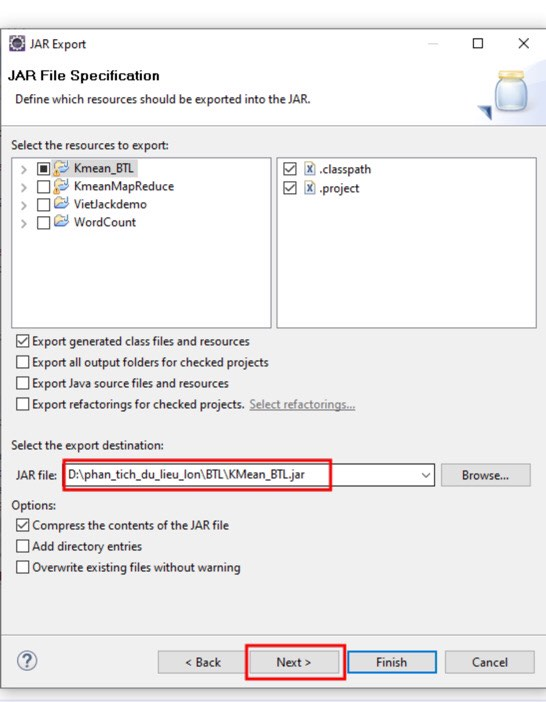 JAR Export
JAR File Specification
Define which resources should be exported into the JAR.
Select the resources to export:
Kmean_BTL
KmeanMapReduce
VietJackdemo
WordCount
.classpath
.project
Export generated class files and resources
Export all output folders for checked projects
Export Java source files and resources
Export refactorings for checked projects. Select refactorings...
Select the export destination:
JAR file: D:\phan_tich_du_lieu_lon\BTL\KMean_BTL.jar Browse...
Options:
Compress the contents of the JAR file
Add directory entries
Overwrite existing files without warning
? < Back Next > Finish Cancel